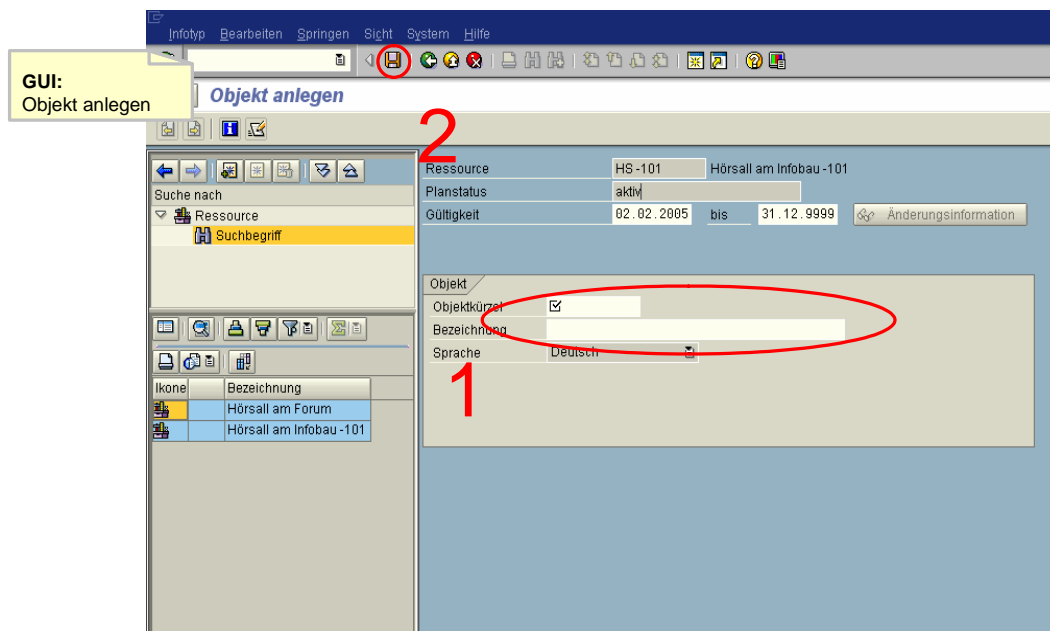 Infotyp Bearbeiten Springen Sicht System Hilfe
GUI:
Objekt anlegen
Objekt anlegen
2
Suche nach
Ressource
Suchbegriff
Ressource HS -101 Hörsall am Infobau -101
Planstatus aktiv
Gültigkeit 02.02.2005 bis 31.12.9999 Änderungsinformation
Objekt
Objektkürzel
Bezeichnung
Sprache Deutsch
1
Ikone Bezeichnung
Hörsall am Forum
Hörsall am Infobau -101